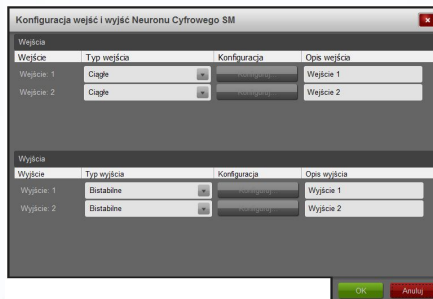 Konfiguracja wejść i wyjść Neuronu Cyfrowego SM
Wejścia
Wejście Typ wejścia Konfiguracja Opis wejścia
Wejście: 1 Ciągłe Konfiguruj Wejście 1
Wejście: 2 Ciągłe Konfiguruj Wejście 2
Wyjścia
Wyjście Typ wyjścia Konfiguracja Opis wyjścia
Wyjście: 1 Bistabilne Konfiguruj Wyjście 1
Wyjście: 2 Bistabilne Konfiguruj Wyjście 2
OK Anuluj